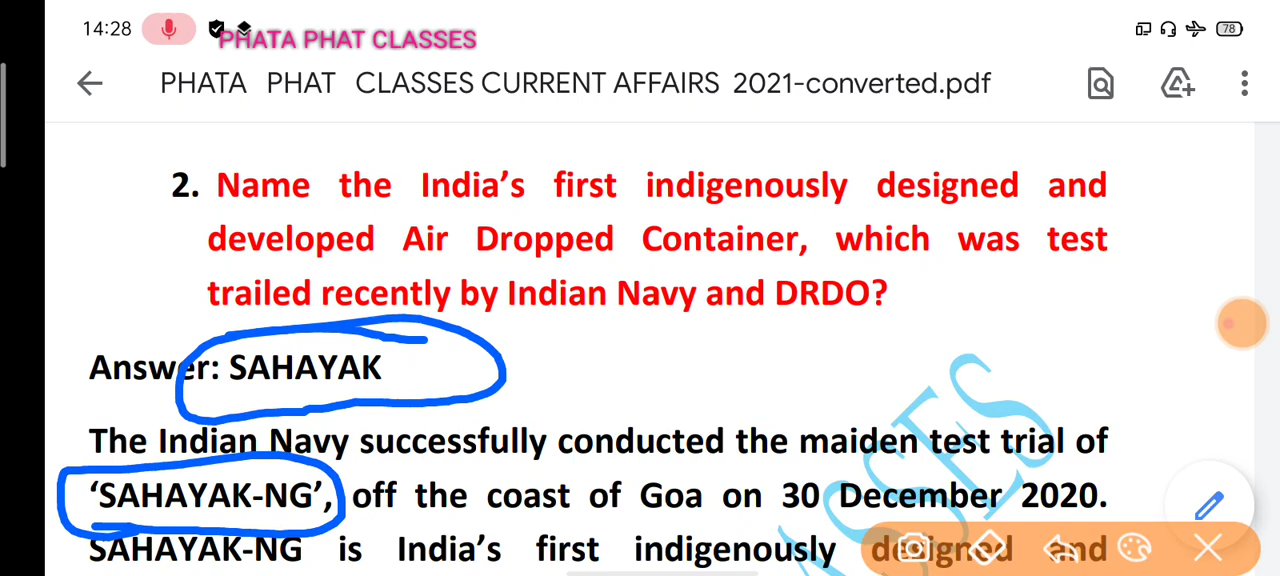 14:28
78
PHATA PHAT CLASSES
PHATA PHAT CLASSES CURRENT AFFAIRS 2021-converted.pdf
2. Name the India’s first indigenously designed and
developed Air Dropped Container, which was test
trailed recently by Indian Navy and DRDO?
Answer: SAHAYAK
The Indian Navy successfully conducted the maiden test trial of
‘SAHAYAK-NG’, off the coast of Goa on 30 December 2020.
SAHAYAK-NG is India’s first indigenously designed and